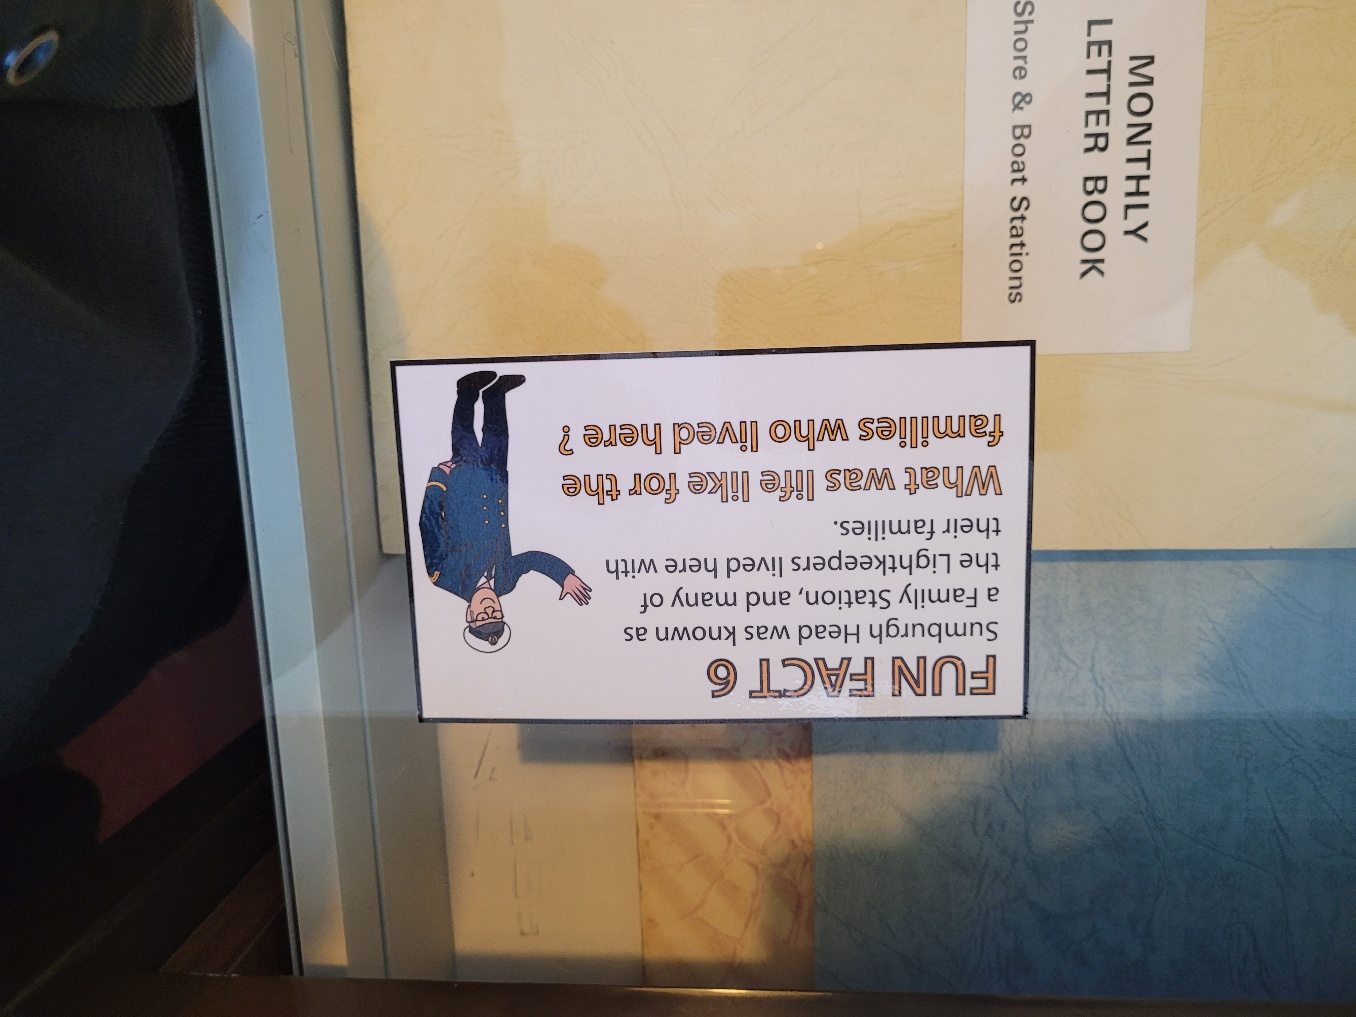 MONTHLY
LETTER BOOK
Shore & Boat Stations
FUN FACT 6
Sumburgh Head was known as
a Family Station, and many of
the Lightkeepers lived here with
their families.
What was life like for the
families who lived here ?